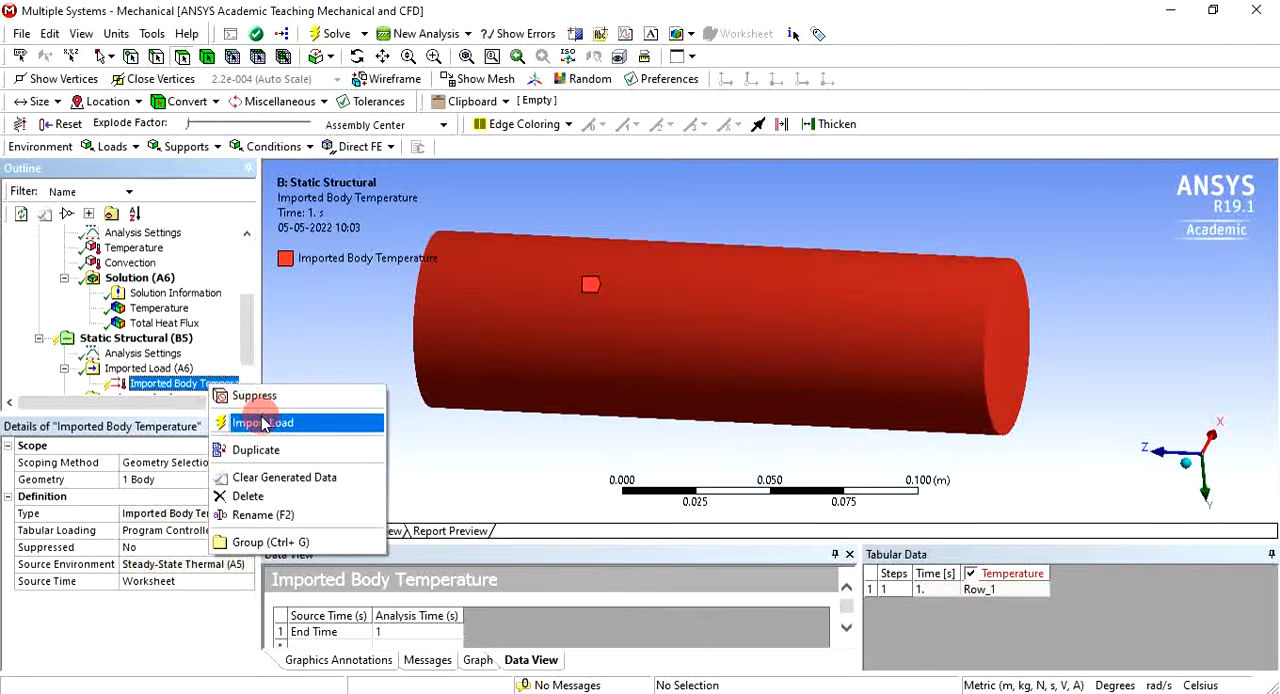 Multiple Systems - Mechanical [ANSYS Academic Teaching Mechanical and CFD]
File Edit View Units Tools Help Solve New Analysis ?/ Show Errors Worksheet
Show Vertices Close Vertices 2.2e-004 (Auto Scale) Wireframe Show Mesh Random Preferences
Size Location Convert Miscellaneous Tolerances Clipboard [Empty]
Reset Explode Factor: Assembly Center Edge Coloring Thicken
Environment Loads Supports Conditions Direct FE
Outline
Filter: Name
Analysis Settings
Temperature
Convection
Solution (A6)
Solution Information
Temperature
Total Heat Flux
Static Structural (B5)
Analysis Settings
Imported Load (A6)
Imported Body Tempera
Suppress
Import Load
Duplicate
Clear Generated Data
Delete
Rename (F2)
Group (Ctrl+ G)
Details of "Imported Body Temperature"
Scope
Scoping Method Geometry Selectio
Geometry 1 Body
Definition
Type Imported Body Ter
Tabular Loading Program Controlle
Suppressed No
Source Environment Steady-State Thermal (A5)
Source Time Worksheet
B: Static Structural
Imported Body Temperature
Time: 1. s
05-05-2022 10:03
Imported Body Temperature
ANSYS
R19.1
Academic
0.000 0.050 0.100 (m)
0.025 0.075
X
Z
Y
Report Preview
Data View
Imported Body Temperature
Source Time (s) Analysis Time (s)
1 End Time 1
*
Graphics Annotations Messages Graph Data View
Tabular Data
Steps Time [s] Temperature
1 1 1. Row_1
0 No Messages No Selection Metric (m, kg, N, s, V, A) Degrees rad/s Celsius